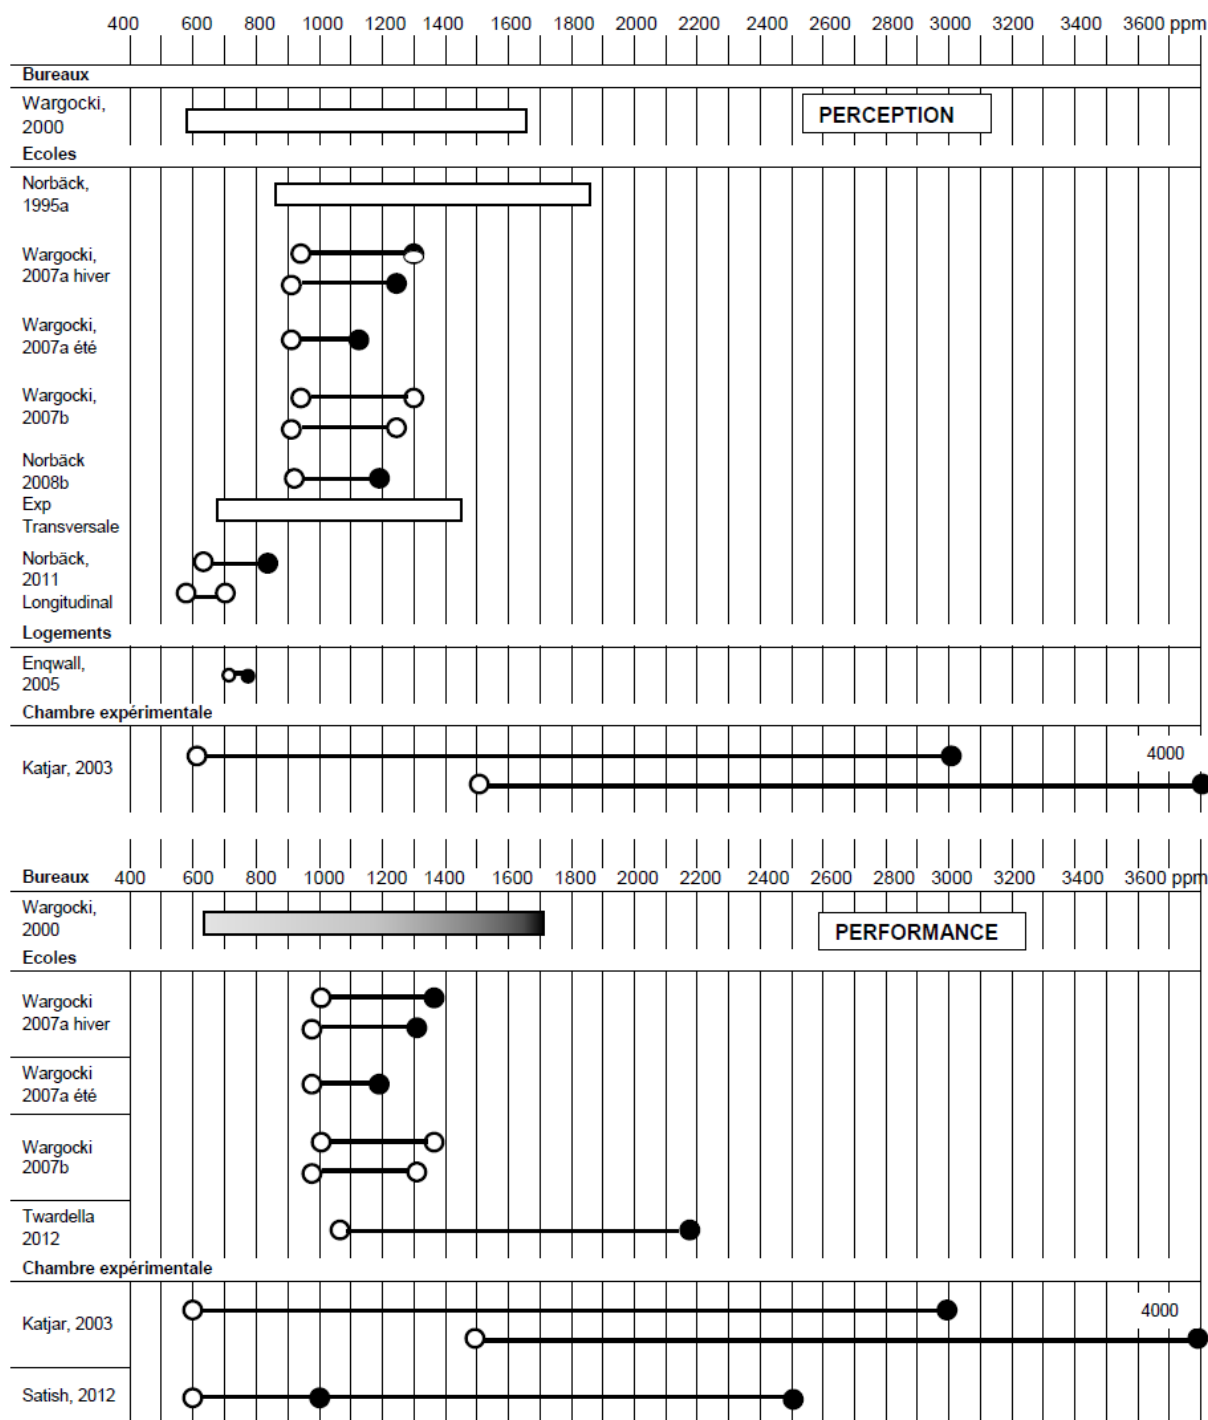 400 600 800 1000 1200 1400 1600 1800 2000 2200 2400 2600 2800 3000 3200 3400 3600 ppm
Bureaux
Wargocki,
2000
PERCEPTION
Ecoles
Norbäck,
1995a
Wargocki,
2007a hiver
Wargocki,
2007a été
Wargocki,
2007b
Norbäck
2008b
Exp
Transversale
Norbäck,
2011
Longitudinal
Logements
Enqwall,
2005
Chambre expérimentale
Katjar, 2003
4000
Bureaux 400 600 800 1000 1200 1400 1600 1800 2000 2200 2400 2600 2800 3000 3200 3400 3600 ppm
Wargocki,
2000
PERFORMANCE
Ecoles
Wargocki
2007a hiver
Wargocki
2007a été
Wargocki
2007b
Twardella
2012
Chambre expérimentale
Katjar, 2003
4000
Satish, 2012